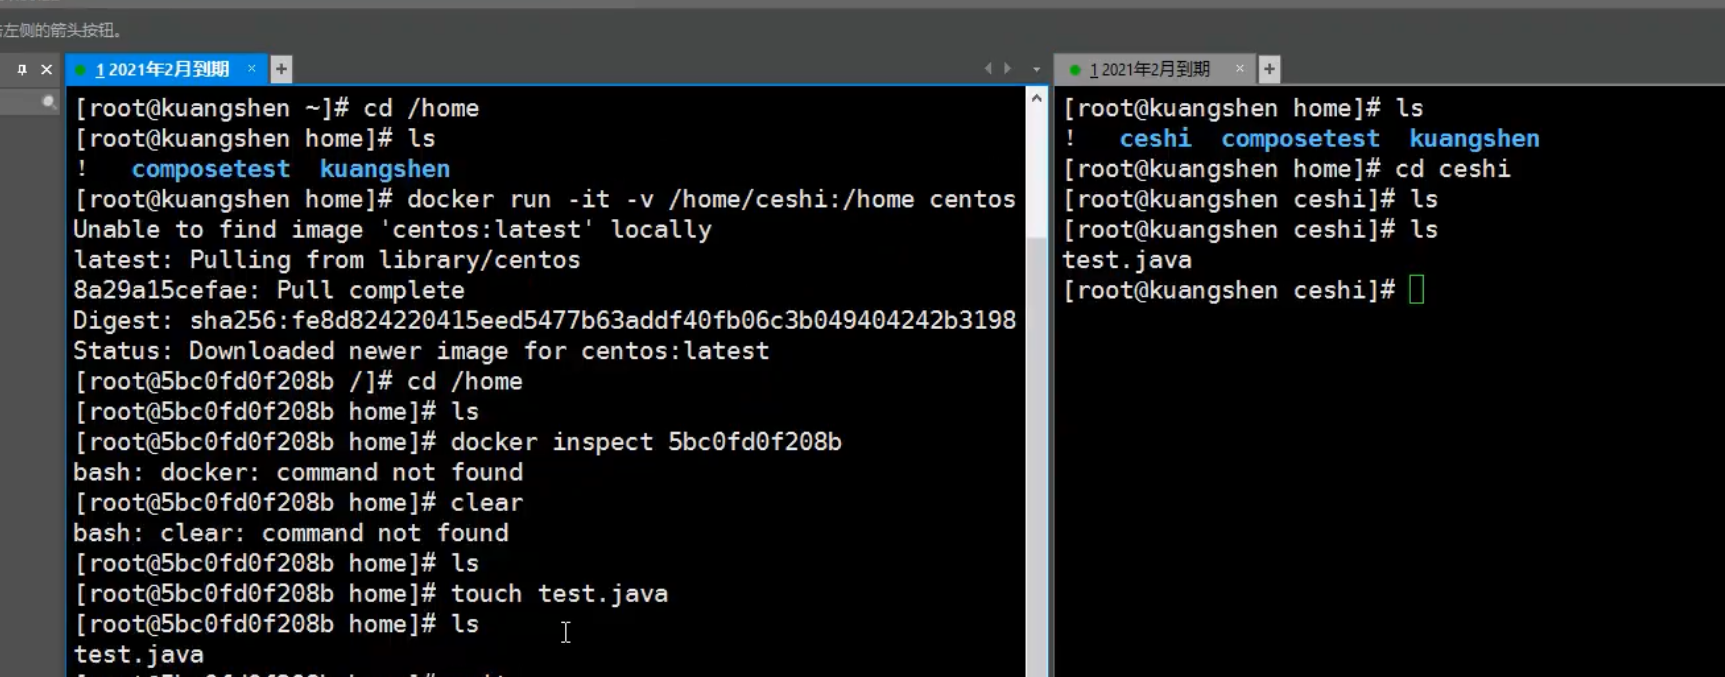 左侧的箭头按钮。
1 2021年2月到期 × +
[root@kuangshen ~]# cd /home
[root@kuangshen home]# ls
! composetest kuangshen
[root@kuangshen home]# docker run -it -v /home/ceshi:/home centos
Unable to find image 'centos:latest' locally
latest: Pulling from library/centos
8a29a15cefae: Pull complete
Digest: sha256:fe8d824220415eed5477b63addf40fb06c3b049404242b3198
Status: Downloaded newer image for centos:latest
[root@5bc0fd0f208b /]# cd /home
[root@5bc0fd0f208b home]# ls
[root@5bc0fd0f208b home]# docker inspect 5bc0fd0f208b
bash: docker: command not found
[root@5bc0fd0f208b home]# clear
bash: clear: command not found
[root@5bc0fd0f208b home]# ls
[root@5bc0fd0f208b home]# touch test.java
[root@5bc0fd0f208b home]# ls
test.java
1 2021年2月到期 × +
[root@kuangshen home]# ls
! ceshi composetest kuangshen
[root@kuangshen home]# cd ceshi
[root@kuangshen ceshi]# ls
[root@kuangshen ceshi]# ls
test.java
[root@kuangshen ceshi]#